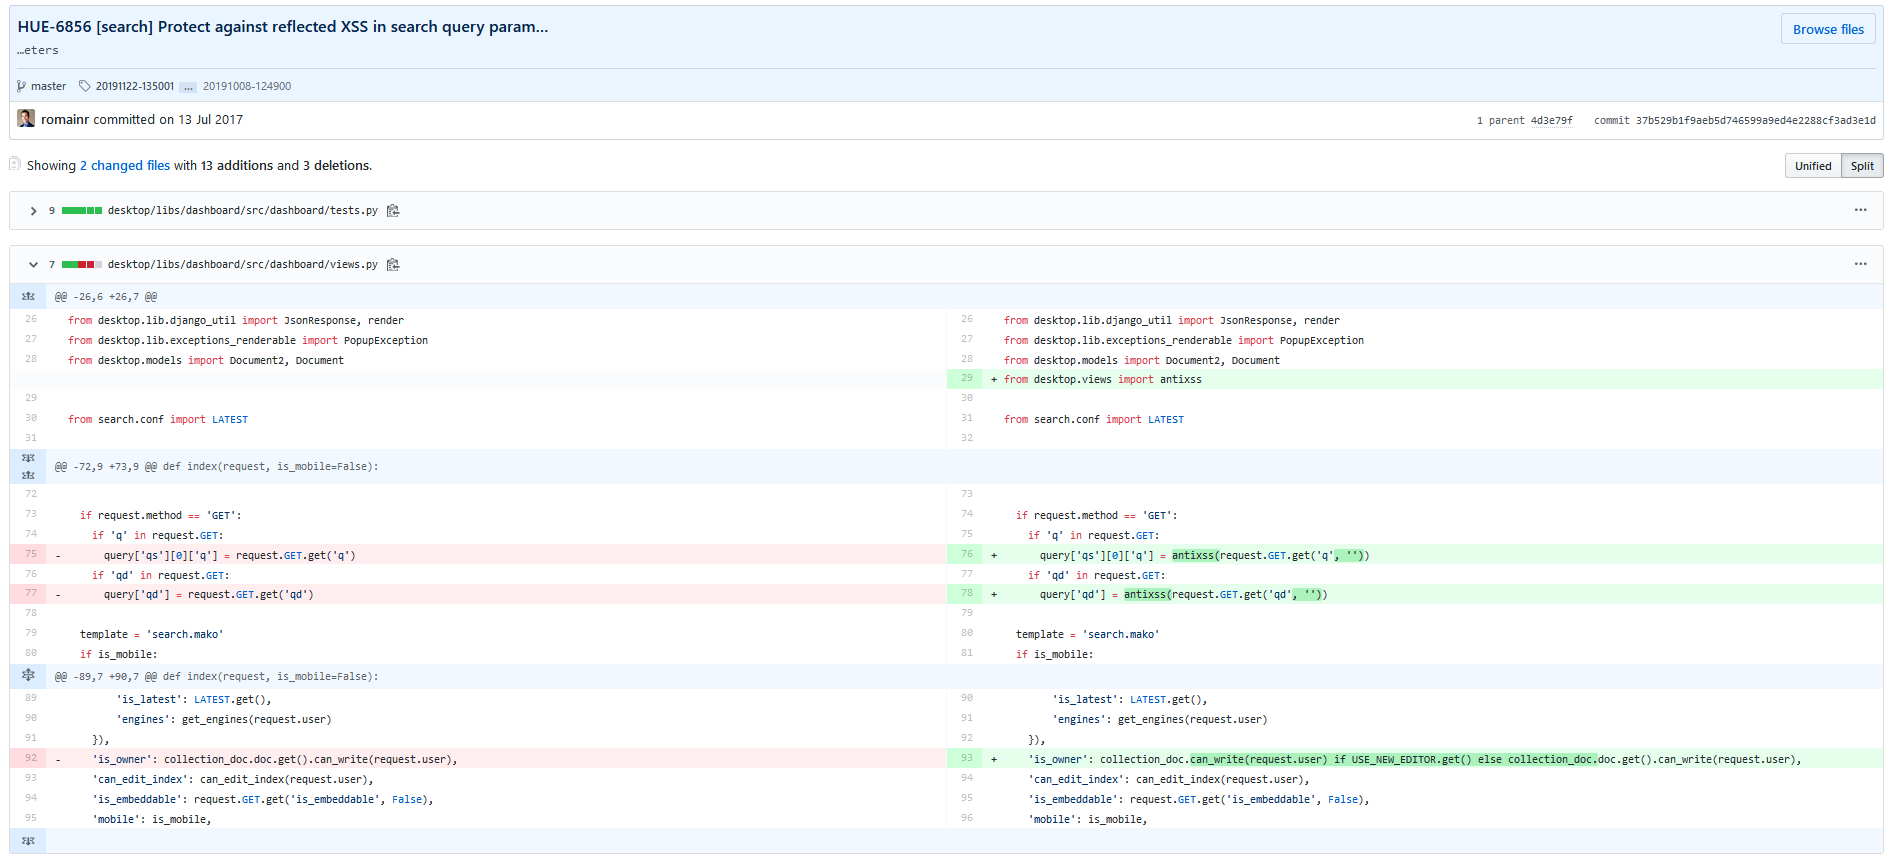 HUE-6856 [search] Protect against reflected XSS in search query param…
Browse files
…eters
master 20191122-135001 … 20191008-124900
romainr committed on 13 Jul 2017
1 parent 4d3e79f commit 37b529b1f9aeb5d746599a9ed4e2288cf3ad3e1d
Showing 2 changed files with 13 additions and 3 deletions.
Unified Split
9 desktop/libs/dashboard/src/dashboard/tests.py
7 desktop/libs/dashboard/src/dashboard/views.py
@@ -26,6 +26,7 @@
26 from desktop.lib.django_util import JsonResponse, render 26 from desktop.lib.django_util import JsonResponse, render
27 from desktop.lib.exceptions_renderable import PopupException 27 from desktop.lib.exceptions_renderable import PopupException
28 from desktop.models import Document2, Document 28 from desktop.models import Document2, Document
29 + from desktop.views import antixss
29 30
30 from search.conf import LATEST 31 from search.conf import LATEST
31 32
@@ -72,9 +73,9 @@ def index(request, is_mobile=False):
72 73
73 if request.method == 'GET': 74 if request.method == 'GET':
74 if 'q' in request.GET: 75 if 'q' in request.GET:
75 - query['qs'][0]['q'] = request.GET.get('q') 76 + query['qs'][0]['q'] = antixss(request.GET.get('q', ''))
76 if 'qd' in request.GET: 77 if 'qd' in request.GET:
77 - query['qd'] = request.GET.get('qd') 78 + query['qd'] = antixss(request.GET.get('qd', ''))
78 79
79 template = 'search.mako' 80 template = 'search.mako'
80 if is_mobile: 81 if is_mobile:
@@ -89,7 +90,7 @@ def index(request, is_mobile=False):
89 'is_latest': LATEST.get(), 90 'is_latest': LATEST.get(),
90 'engines': get_engines(request.user) 91 'engines': get_engines(request.user)
91 }), 92 }),
92 - 'is_owner': collection_doc.doc.get().can_write(request.user), 93 + 'is_owner': collection_doc.can_write(request.user) if USE_NEW_EDITOR.get() else collection_doc.doc.get().can_write(request.user),
93 'can_edit_index': can_edit_index(request.user), 94 'can_edit_index': can_edit_index(request.user),
94 'is_embeddable': request.GET.get('is_embeddable', False), 95 'is_embeddable': request.GET.get('is_embeddable', False),
95 'mobile': is_mobile, 96 'mobile': is_mobile,